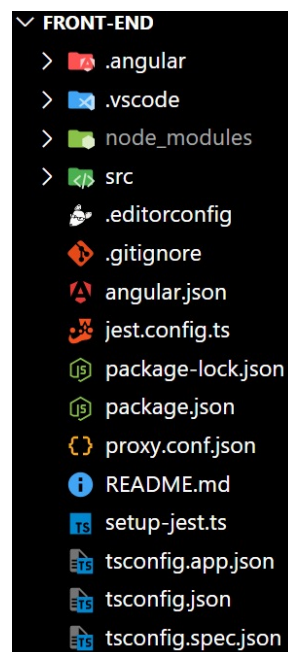 FRONT-END
.angular
.vscode
node_modules
src
.editorconfig
.gitignore
angular.json
jest.config.ts
package-lock.json
package.json
proxy.conf.json
README.md
setup-jest.ts
tsconfig.app.json
tsconfig.json
tsconfig.spec.json